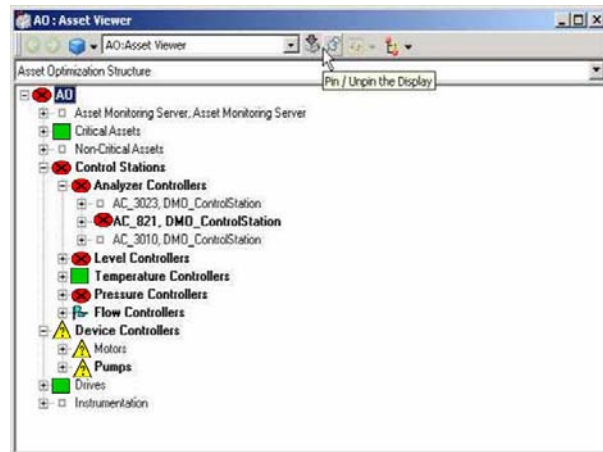 AO : Asset Viewer
AO:Asset Viewer
Asset Optimization Structure
Pin / Unpin the Display
AO
Asset Monitoring Server, Asset Monitoring Server
Critical Assets
Non-Critical Assets
Control Stations
Analyzer Controllers
AC_3023, DMO_ControlStation
AC_821, DMO_ControlStation
AC_3010, DMO_ControlStation
Level Controllers
Temperature Controllers
Pressure Controllers
Flow Controllers
Device Controllers
Motors
Pumps
Drives
Instrumentation